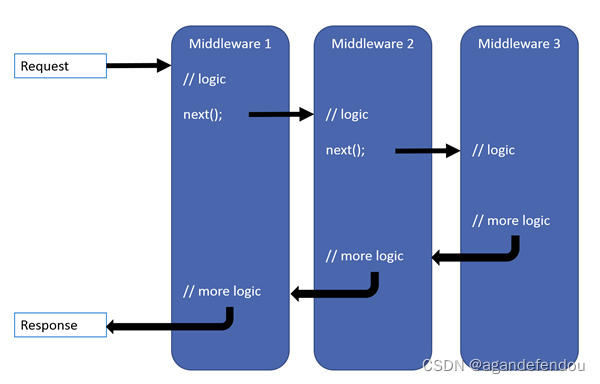 Middleware 1
Middleware 2
Middleware 3
Request
// logic
next();
// logic
next();
// logic
// more logic
// more logic
// more logic
Response
CSDN @agandefendou